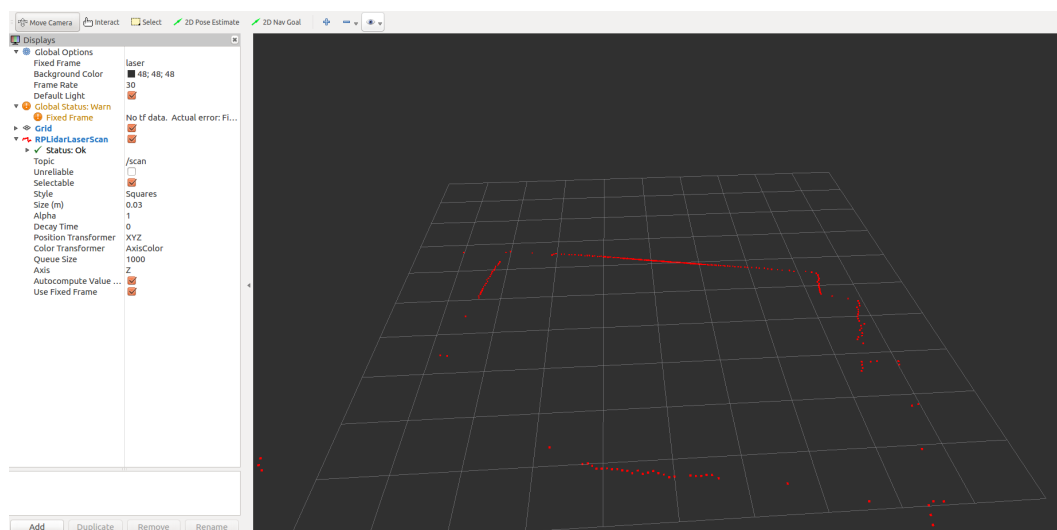 Move Camera Interact Select 2D Pose Estimate 2D Nav Goal
Displays
Global Options
Fixed Frame laser
Background Color 48; 48; 48
Frame Rate 30
Default Light
Global Status: Warn
Fixed Frame No tf data. Actual error: Fi...
Grid
RPLidarLaserScan
Status: Ok
Topic /scan
Unreliable
Selectable
Style Squares
Size (m) 0.03
Alpha 1
Decay Time 0
Position Transformer XYZ
Color Transformer AxisColor
Queue Size 1000
Axis Z
Autocompute Value ...
Use Fixed Frame
Add Duplicate Remove Rename